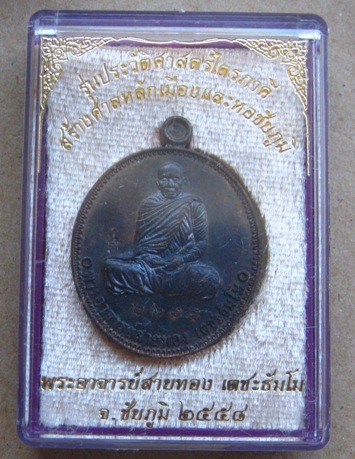 รุ่นประวัติศาสตร์ไตรภาคี
สร้างศาลหลักเมืองและหอชัยภูมิ
พระอาจารย์สายทอง เตชะธัมโม
จ.ชัยภูมิ ๒๕๕๔